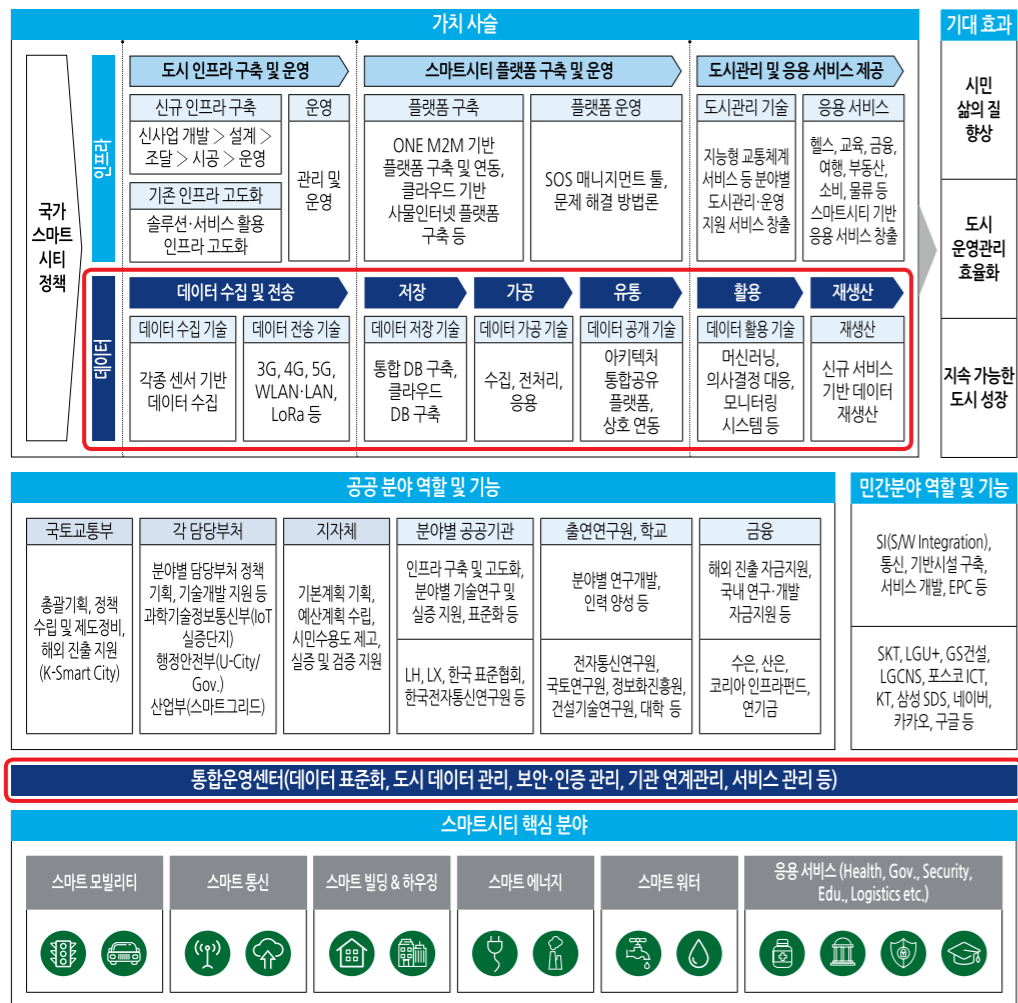 가치 사슬
기대 효과
국가
스마트
시티
정책
인프라
도시 인프라 구축 및 운영
스마트시티 플랫폼 구축 및 운영
도시관리 및 응용 서비스 제공
신규 인프라 구축
신사업 개발 > 설계 >
조달 > 시공 > 운영
기존 인프라 고도화
솔루션·서비스 활용
인프라 고도화
운영
관리 및
운영
플랫폼 구축
ONE M2M 기반
플랫폼 구축 및 연동,
클라우드 기반
사물인터넷 플랫폼
구축 등
플랫폼 운영
SOS 매니지먼트 툴,
문제 해결 방법론
도시관리 기술
지능형 교통체계
서비스 등 분야별
도시관리·운영
지원 서비스 창출
응용 서비스
헬스, 교육, 금융,
여행, 부동산,
소비, 물류 등
스마트시티 기반
응용 서비스 창출
데이터
데이터 수집 및 전송
저장
가공
유통
활용
재생산
데이터 수집 기술
각종 센서 기반
데이터 수집
데이터 전송 기술
3G, 4G, 5G,
WLAN·LAN,
LoRa 등
데이터 저장 기술
통합 DB 구축,
클라우드
DB 구축
데이터 가공 기술
수집, 전처리,
응용
데이터 공개 기술
아키텍처
통합공유
플랫폼,
상호 연동
데이터 활용 기술
머신러닝,
의사결정 대응,
모니터링
시스템 등
재생산
신규 서비스
기반 데이터
재생산
시민
삶의 질
향상
도시
운영관리
효율화
지속 가능한
도시 성장
공공 분야 역할 및 기능
국토교통부
총괄기획, 정책
수립 및 제도정비,
해외 진출 지원
(K-Smart City)
각 담당부처
분야별 담당부처 정책
기획, 기술개발 지원 등
과학기술정보통신부(IoT
실증단지)
행정안전부(U-City/
Gov.)
산업부(스마트그리드)
지자체
기본계획 기획,
예산계획 수립,
시민수용도 제고,
실증 및 검증 지원
분야별 공공기관
인프라 구축 및 고도화,
분야별 기술연구 및
실증 지원, 표준화 등
LH, LX, 한국 표준협회,
한국전자통신연구원 등
출연연구원, 학교
분야별 연구개발,
인력 양성 등
전자통신연구원,
국토연구원, 정보화진흥원,
건설기술연구원, 대학 등
금융
해외 진출 자금지원,
국내 연구·개발
자금지원 등
수은, 산은,
코리아 인프라펀드,
연기금
민간분야 역할 및 기능
SI(S/W Integration),
통신, 기반시설 구축,
서비스 개발, EPC 등
SKT, LGU+, GS건설,
LGCNS, 포스코 ICT,
KT, 삼성 SDS, 네이버,
카카오, 구글 등
통합운영센터(데이터 표준화, 도시 데이터 관리, 보안·인증 관리, 기관 연계관리, 서비스 관리 등)
스마트시티 핵심 분야
스마트 모빌리티
스마트 통신
스마트 빌딩 & 하우징
스마트 에너지
스마트 워터
응용 서비스 (Health, Gov., Security,
Edu., Logistics etc.)